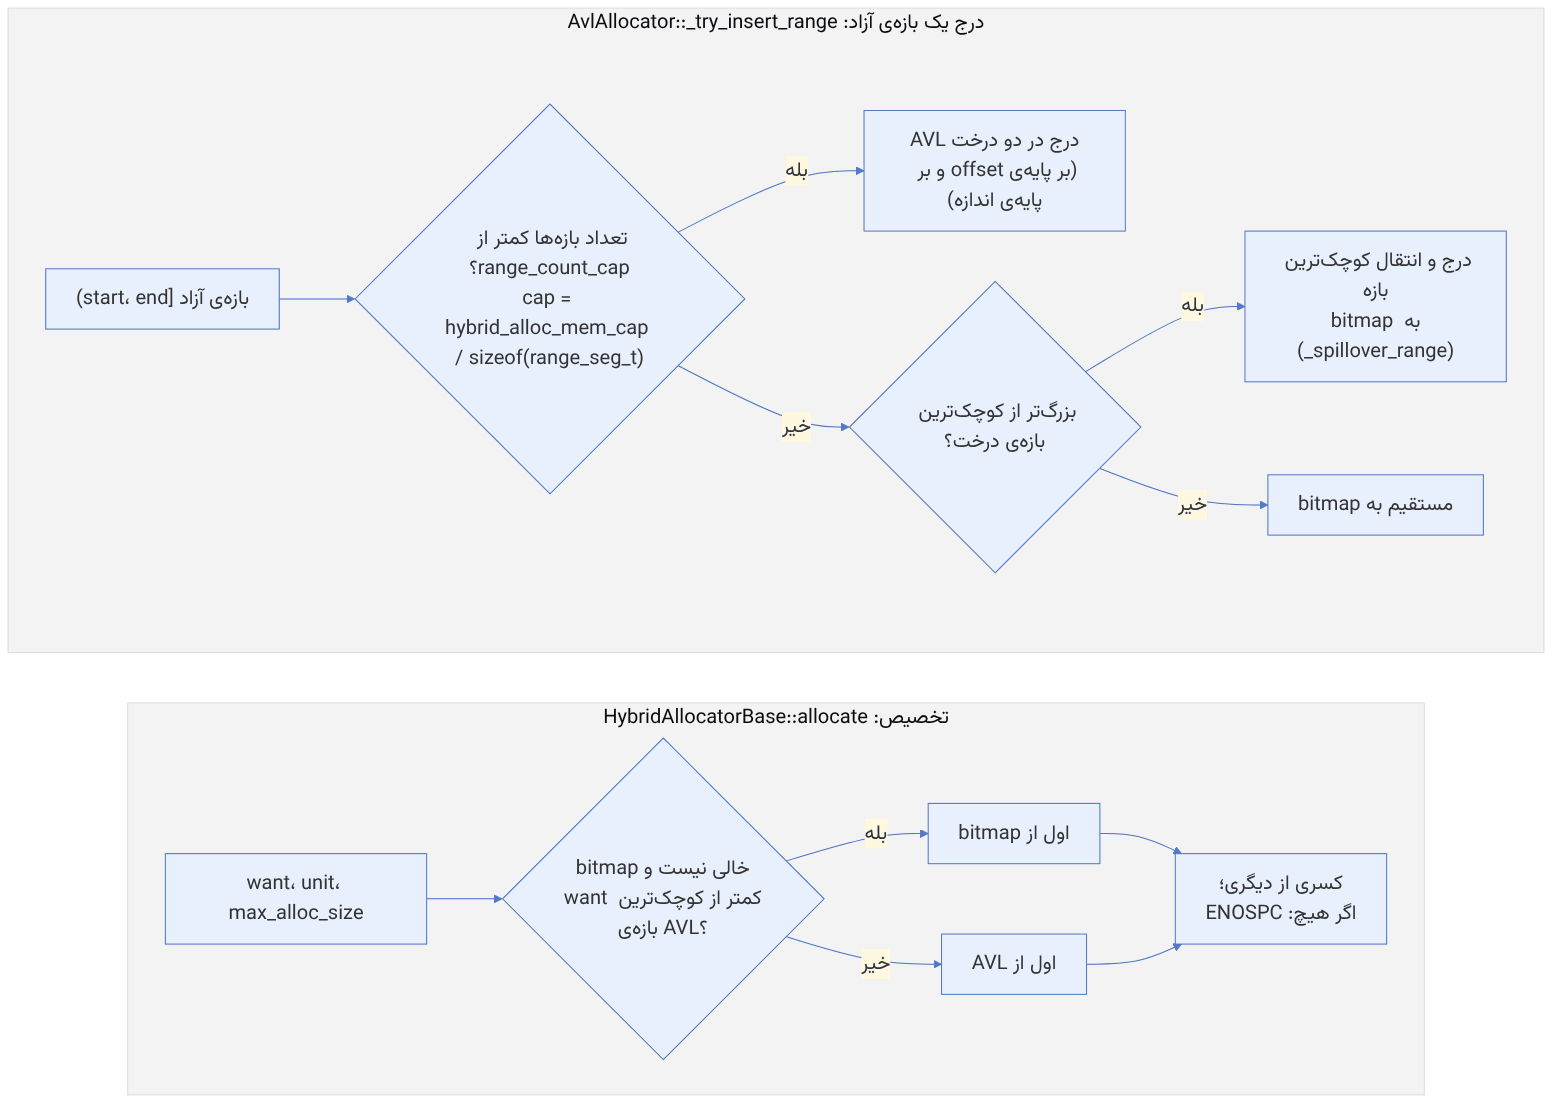 درج یک بازه‌ی آزاد: AvlAllocator::_try_insert_range
بازه‌ی آزاد [start، end)
تعداد بازه‌ها کمتر از
range_count_cap؟
cap =
hybrid_alloc_mem_cap
/ sizeof(range_seg_t)
بله
خیر
درج در دو درخت AVL
(بر پایه‌ی offset و بر
پایه‌ی اندازه)
بزرگ‌تر از کوچک‌ترین
بازه‌ی درخت؟
بله
خیر
درج و انتقال کوچک‌ترین
بازه
به bitmap
(_spillover_range)
مستقیم به bitmap
تخصیص: HybridAllocatorBase::allocate
want، unit،
max_alloc_size
bitmap خالی نیست و
want کمتر از کوچک‌ترین
بازه‌ی AVL؟
بله
خیر
اول از bitmap
اول از AVL
کسری از دیگری؛
اگر هیچ: ENOSPC